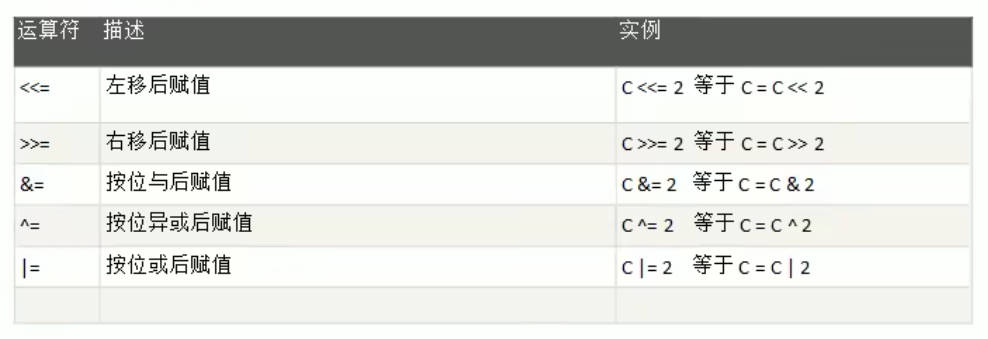 运算符 描述 实例
<<= 左移后赋值 C <<= 2 等于 C = C << 2
>>= 右移后赋值 C >>= 2 等于 C = C >> 2
&= 按位与后赋值 C &= 2 等于 C = C & 2
^= 按位异或后赋值 C ^= 2 等于 C = C ^ 2
|= 按位或后赋值 C |= 2 等于 C = C | 2